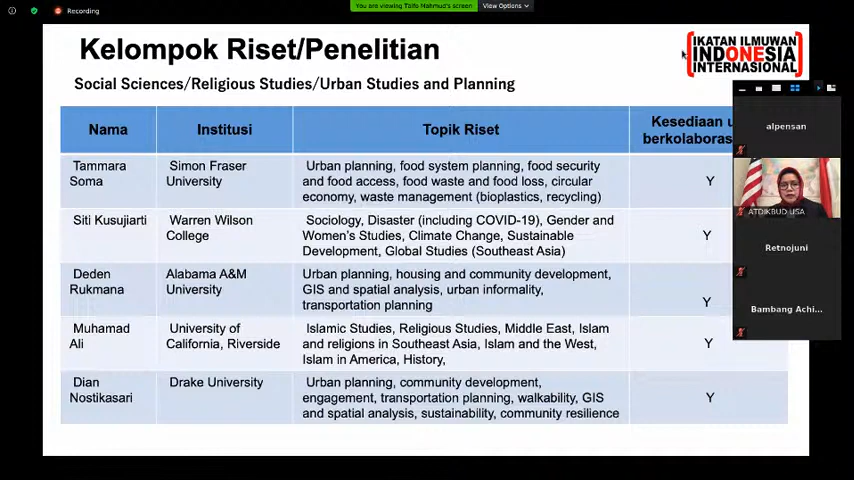 Recording
You are viewing Taifo Mahmud's screen
View Options
Kelompok Riset/Penelitian
Social Sciences/Religious Studies/Urban Studies and Planning
IKATAN ILMUWAN
INDONESIA
INTERNASIONAL
Nama
Institusi
Topik Riset
Kesediaan
berkolaboras
Tammara
Soma
Simon Fraser
University
Urban planning, food system planning, food security
and food access, food waste and food loss, circular
economy, waste management (bioplastics, recycling)
Y
Siti Kusujiarti
Warren Wilson
College
Sociology, Disaster (including COVID-19), Gender and
Women's Studies, Climate Change, Sustainable
Development, Global Studies (Southeast Asia)
Y
Deden
Rukmana
Alabama A&M
University
Urban planning, housing and community development,
GIS and spatial analysis, urban informality,
transportation planning
Y
Muhamad
Ali
University of
California, Riverside
Islamic Studies, Religious Studies, Middle East, Islam
and religions in Southeast Asia, Islam and the West,
Islam in America, History,
Y
Dian
Nostikasari
Drake University
Urban planning, community development,
engagement, transportation planning, walkability, GIS
and spatial analysis, sustainability, community resilience
Y
alpensan
ATDIKBUD USA
Retnojuni
Bambang Achi...